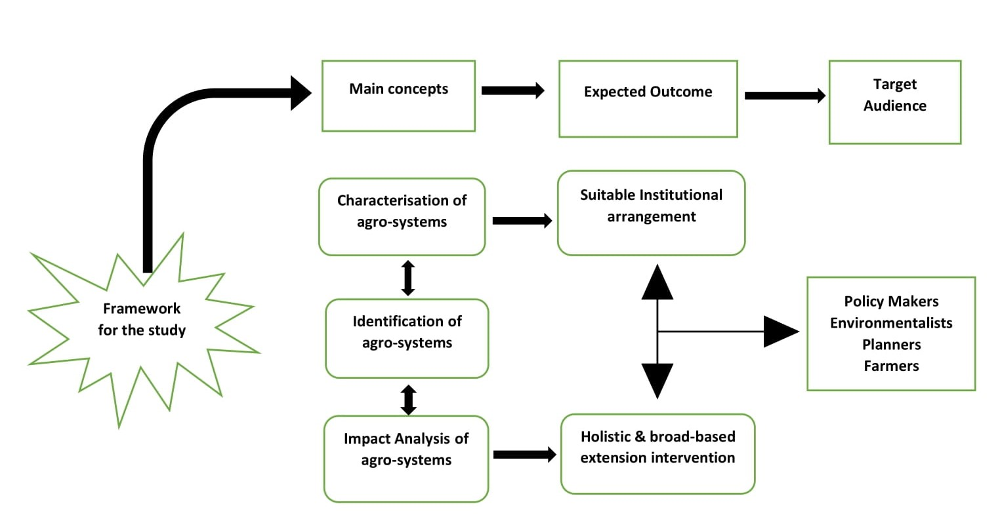 Main concepts
Expected Outcome
Target
Audience
Characterisation of
agro-systems
Suitable Institutional
arrangement
Framework
for the study
Identification of
agro-systems
Policy Makers
Environmentalists
Planners
Farmers
Impact Analysis of
agro-systems
Holistic & broad-based
extension intervention